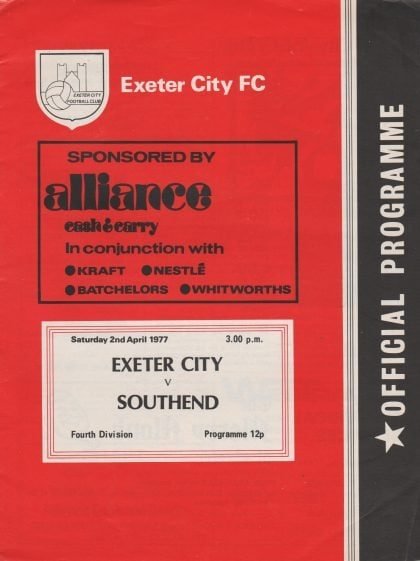 EXETER CITY
FOOTBALL CLUB
Exeter City FC
SPONSORED BY
alliance
cash & carry
In conjunction with
●KRAFT ●NESTLÉ
●BATCHELORS ●WHITWORTHS
Saturday 2nd April 1977 3.00 p.m.
EXETER CITY
v
SOUTHEND
Fourth Division Programme 12p
★OFFICIAL PROGRAMME